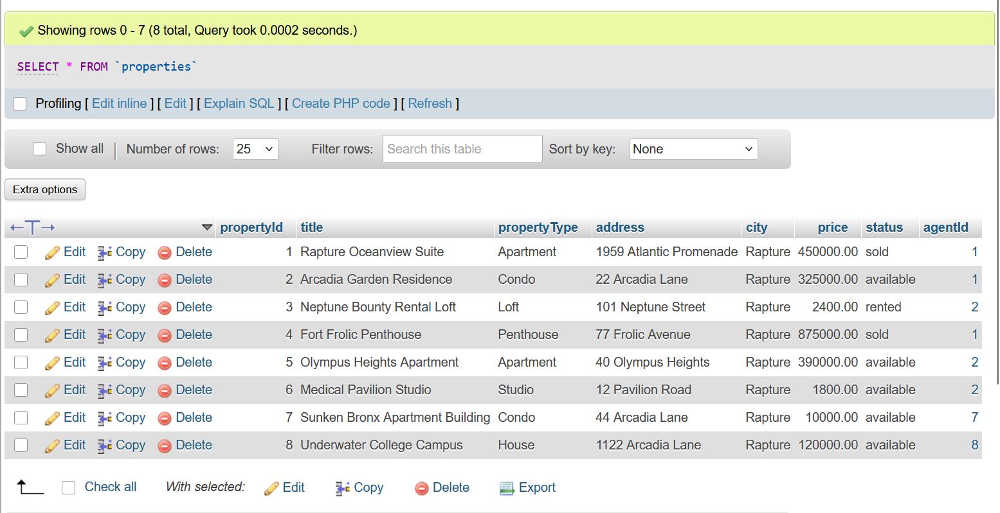 Showing rows 0 - 7 (8 total, Query took 0.0002 seconds.)
SELECT * FROM `properties`
Profiling [ Edit inline ] [ Edit ] [ Explain SQL ] [ Create PHP code ] [ Refresh ]
Show all Number of rows: 25 Filter rows: Search this table Sort by key: None
Extra options
propertyId title propertyType address city price status agentId
Edit Copy Delete 1 Rapture Oceanview Suite Apartment 1959 Atlantic Promenade Rapture 450000.00 sold 1
Edit Copy Delete 2 Arcadia Garden Residence Condo 22 Arcadia Lane Rapture 325000.00 available 1
Edit Copy Delete 3 Neptune Bounty Rental Loft Loft 101 Neptune Street Rapture 2400.00 rented 2
Edit Copy Delete 4 Fort Frolic Penthouse Penthouse 77 Frolic Avenue Rapture 875000.00 sold 1
Edit Copy Delete 5 Olympus Heights Apartment Apartment 40 Olympus Heights Rapture 390000.00 available 2
Edit Copy Delete 6 Medical Pavilion Studio Studio 12 Pavilion Road Rapture 1800.00 available 2
Edit Copy Delete 7 Sunken Bronx Apartment Building Condo 44 Arcadia Lane Rapture 10000.00 available 7
Edit Copy Delete 8 Underwater College Campus House 1122 Arcadia Lane Rapture 120000.00 available 8
Check all With selected: Edit Copy Delete Export